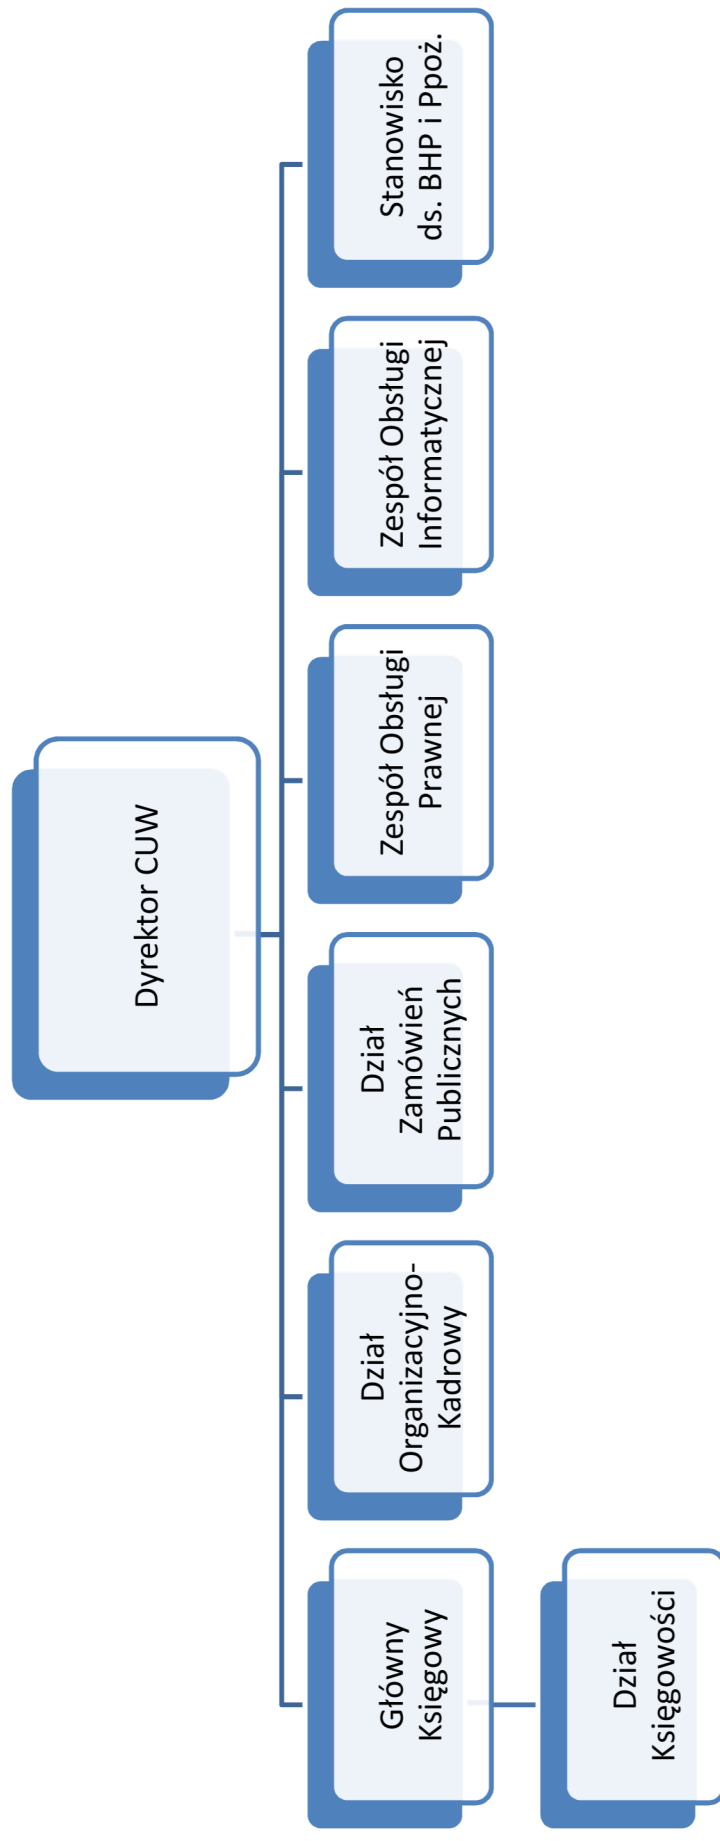 Dyrektor CUW
Główny
Księgowy
Dział
Organizacyjno-
Kadrowy
Dział
Zamówień
Publicznych
Zespół Obsługi
Prawnej
Zespół Obsługi
Informatycznej
Stanowisko
ds. BHP i Ppoż.
Dział
Księgowości